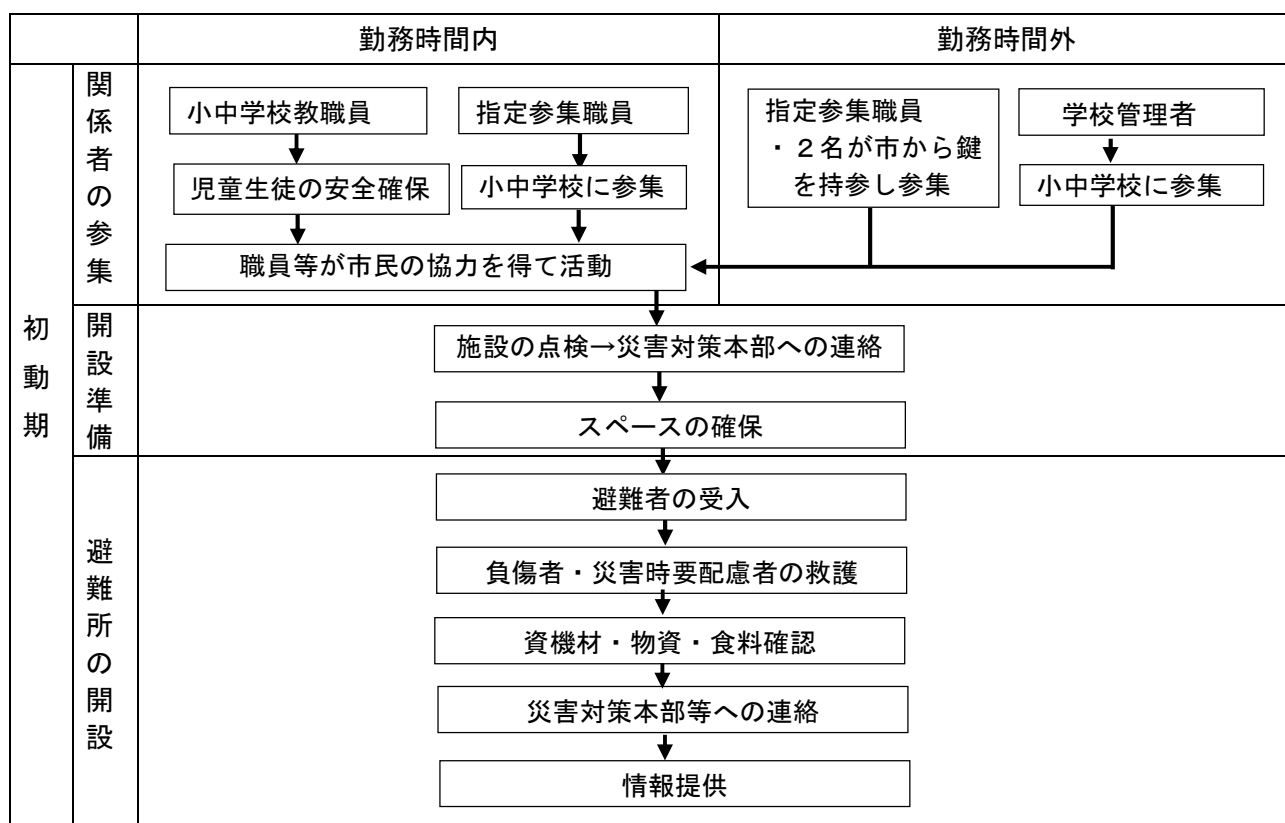 勤務時間内
勤務時間外
初動期
関係者の参集
小中学校教職員
指定参集職員
児童生徒の安全確保
小中学校に参集
職員等が市民の協力を得て活動
指定参集職員
・２名が市から鍵
を持参し参集
学校管理者
小中学校に参集
開設準備
施設の点検→災害対策本部への連絡
スペースの確保
避難所の開設
避難者の受入
負傷者・災害時要配慮者の救護
資機材・物資・食料確認
災害対策本部等への連絡
情報提供